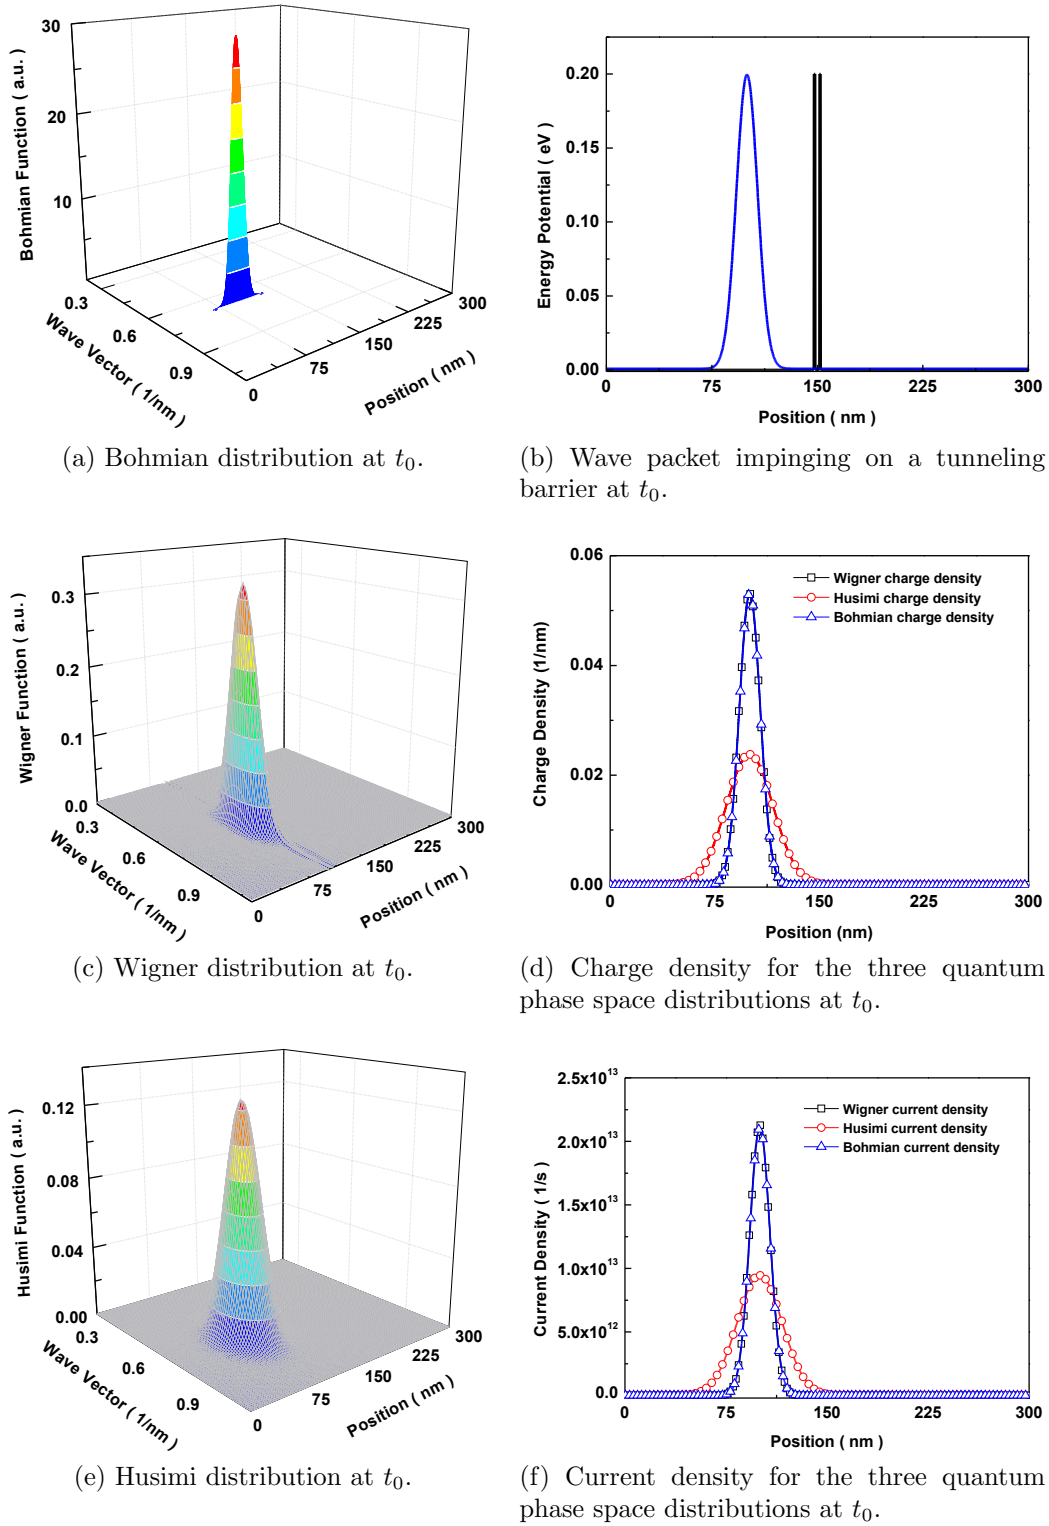 30
20
10
Bohmian Function ( a.u. )
0.3
0.6
0.9
Wave Vector ( 1/nm )
0
75
150
225
300
Position ( nm )
(a) Bohmian distribution at t₀.
0.20
0.15
0.10
0.05
0.00
Energy Potential ( eV )
0
75
150
225
300
Position ( nm )
(b) Wave packet impinging on a tunneling
barrier at t₀.
0.3
0.2
0.1
0.0
Wigner Function ( a.u. )
0.3
0.6
0.9
Wave Vector ( 1/nm )
0
75
150
225
300
Position ( nm )
(c) Wigner distribution at t₀.
0.06
0.04
0.02
0.00
Charge Density (1/nm)
Wigner charge density
Husimi charge density
Bohmian charge density
0
75
150
225
300
Position (nm)
(d) Charge density for the three quantum
phase space distributions at t₀.
0.12
0.08
0.04
0.00
Husimi Function ( a.u. )
0.3
0.6
0.9
Wave Vector ( 1/nm )
0
75
150
225
300
Position ( nm )
(e) Husimi distribution at t₀.
2.5x10¹³
2.0x10¹³
1.5x10¹³
1.0x10¹³
5.0x10¹²
0.0
Current Density ( 1/s )
Wigner current density
Husimi current density
Bohmian current density
0
75
150
225
300
Position ( nm )
(f) Current density for the three quantum
phase space distributions at t₀.